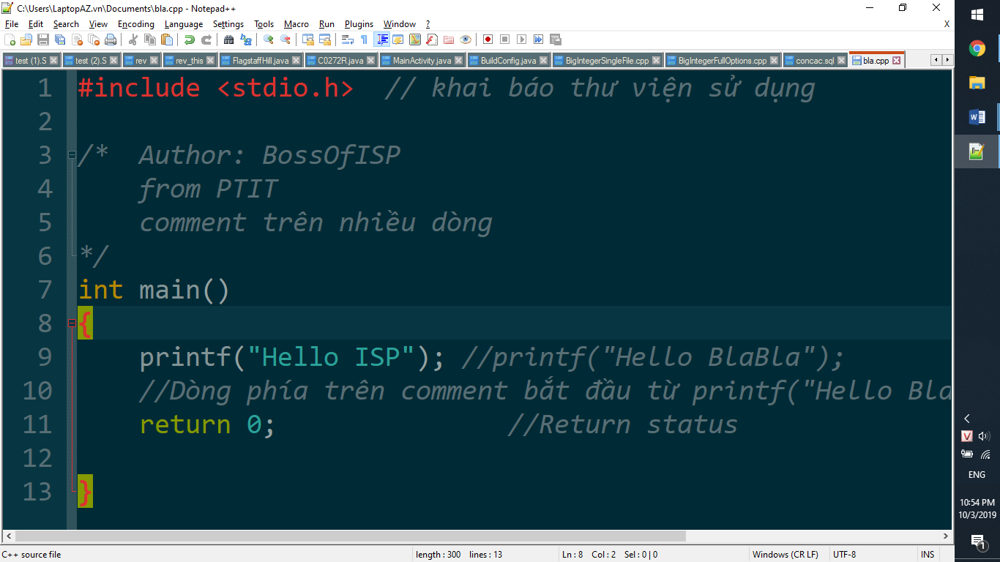 C:\Users\LaptopAZ.vn\Documents\bla.cpp - Notepad++
File Edit Search View Encoding Language Settings Tools Macro Run Plugins Window ? X
test (1).S test (2).S rev rev_this FlagstaffHill.java C0272R.java MainActivity.java BuildConfig.java BigIntegerSingleFile.cpp BigIntegerFullOptions.cpp concac.sql bla.cpp
1 #include <stdio.h> // khai báo thư viện sử dụng
2
3 /* Author: BossOfISP
4 from PTIT
5 comment trên nhiều dòng
6 */
7 int main()
8 {
9 printf("Hello ISP"); //printf("Hello BlaBla");
10 //Dòng phía trên comment bắt đầu từ printf("Hello Bla
11 return 0; //Return status
12
13 }
C++ source file length : 300 lines : 13 Ln : 8 Col : 2 Sel : 0 | 0 Windows (CR LF) UTF-8 INS
ENG
10:54 PM
10/3/2019
1